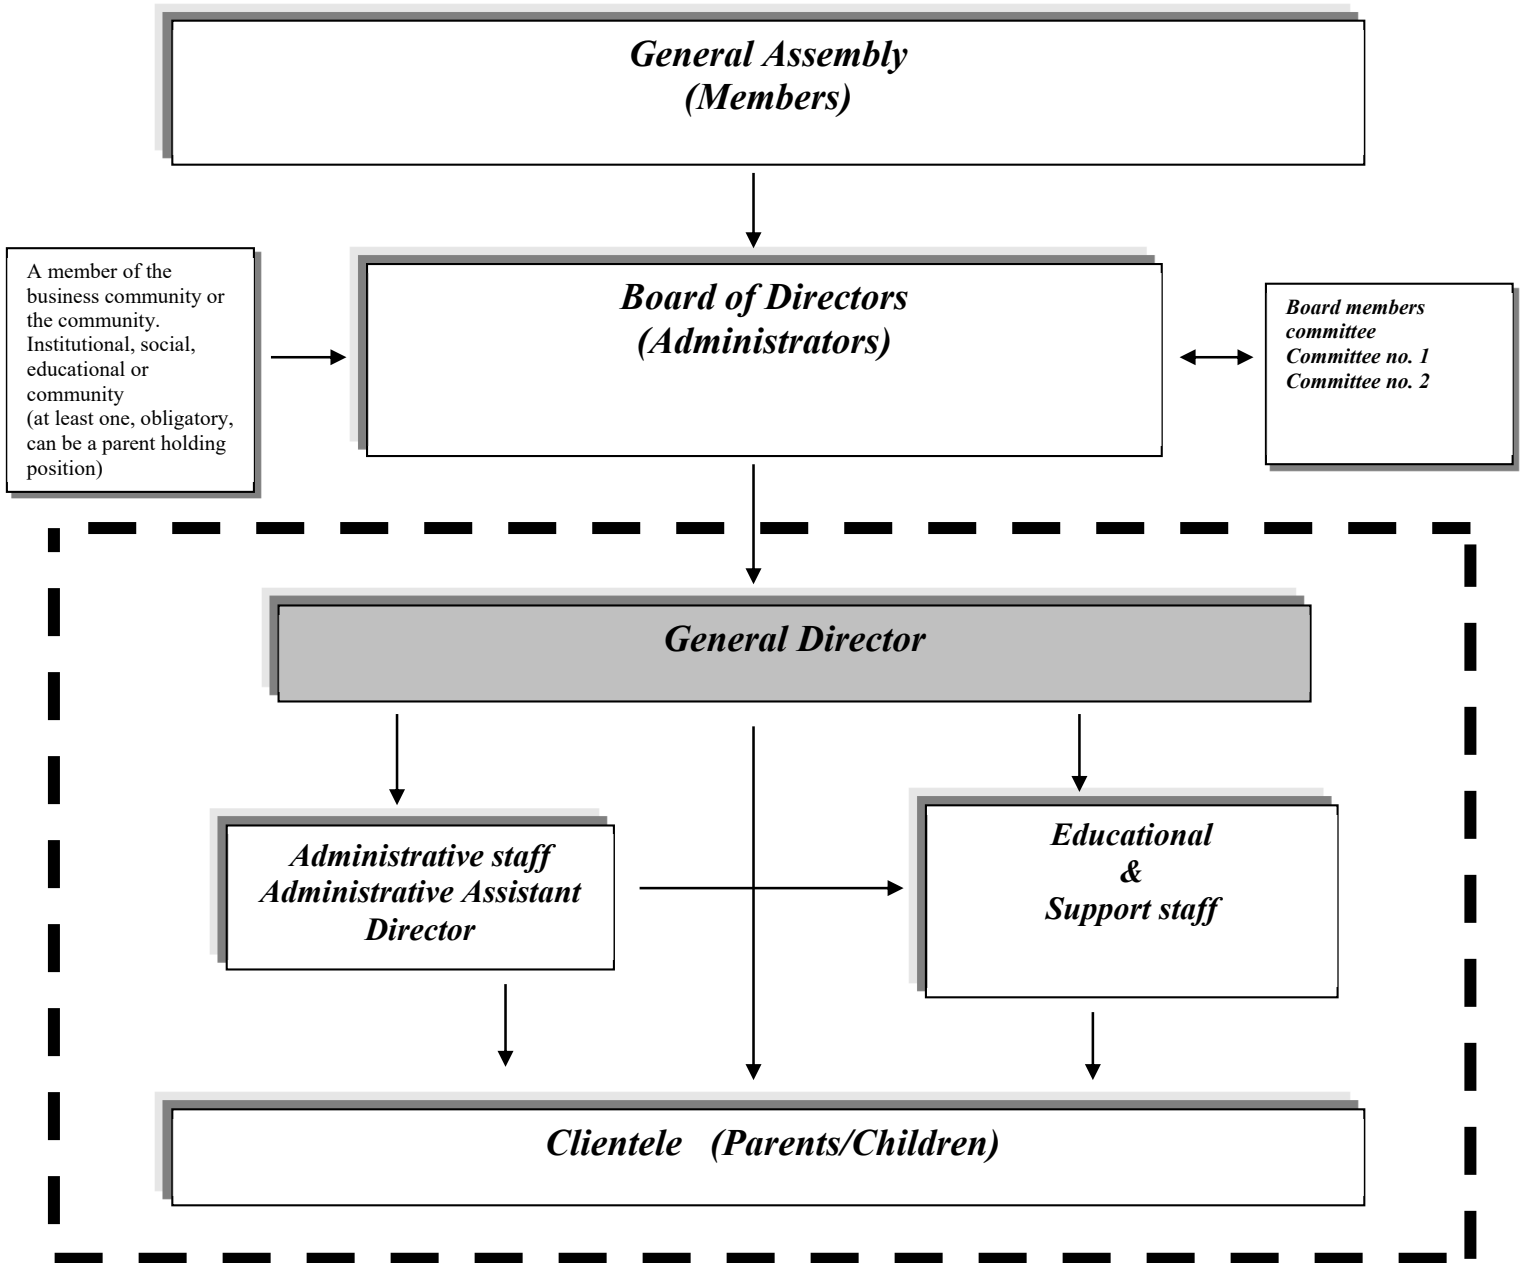 General Assembly
(Members)
A member of the
business community or
the community.
Institutional, social,
educational or
community
(at least one, obligatory,
can be a parent holding
position)
Board of Directors
(Administrators)
Board members
committee
Committee no. 1
Committee no. 2
General Director
Administrative staff
Administrative Assistant
Director
Educational
&
Support staff
Clientele (Parents/Children)